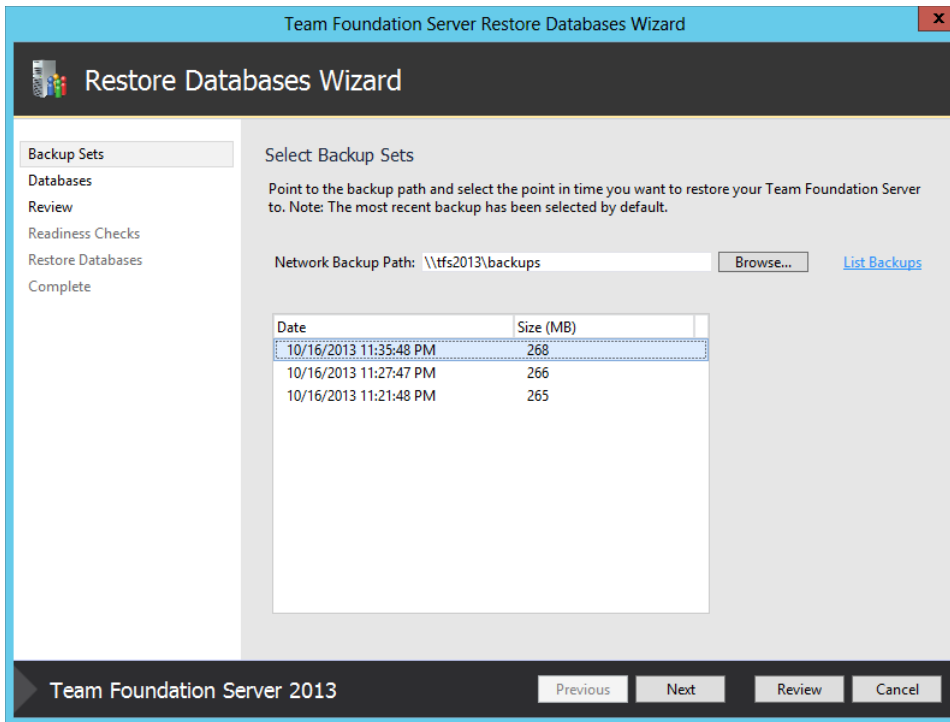 Team Foundation Server Restore Databases Wizard
x
Restore Databases Wizard
Backup Sets
Databases
Review
Readiness Checks
Restore Databases
Complete
Select Backup Sets
Point to the backup path and select the point in time you want to restore your Team Foundation Server
to. Note: The most recent backup has been selected by default.
Network Backup Path: \\tfs2013\backups Browse... List Backups
Date Size (MB)
10/16/2013 11:35:48 PM 268
10/16/2013 11:27:47 PM 266
10/16/2013 11:21:48 PM 265
Team Foundation Server 2013 Previous Next Review Cancel